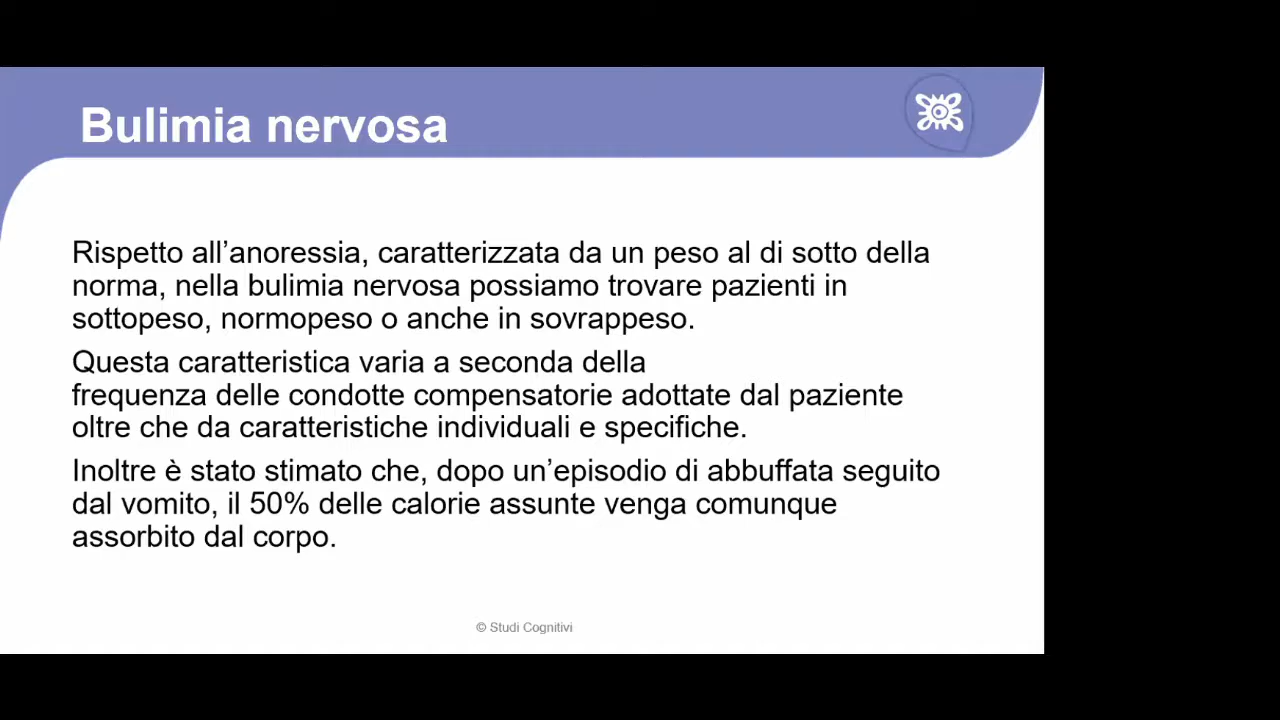 Bulimia nervosa
Rispetto all’anoressia, caratterizzata da un peso al di sotto della
norma, nella bulimia nervosa possiamo trovare pazienti in
sottopeso, normopeso o anche in sovrappeso.
Questa caratteristica varia a seconda della
frequenza delle condotte compensatorie adottate dal paziente
oltre che da caratteristiche individuali e specifiche.
Inoltre è stato stimato che, dopo un’episodio di abbuffata seguito
dal vomito, il 50% delle calorie assunte venga comunque
assorbito dal corpo.
© Studi Cognitivi